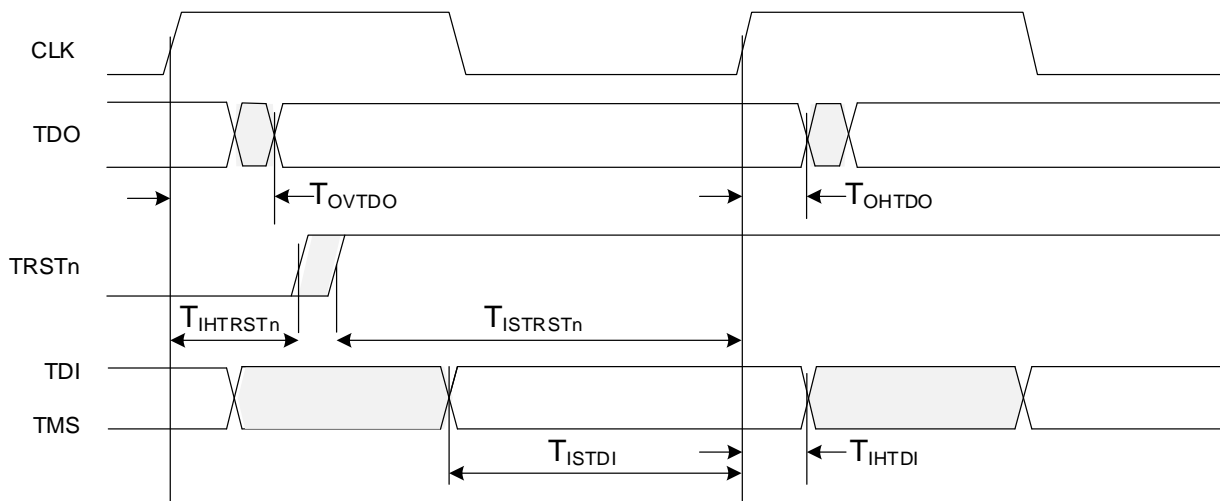 CLK
TDO
TOVTDO
TOHTDO
TRSTn
TIHTRSTn
TISTRSTn
TDI
TMS
TISTDI
TIHTDI